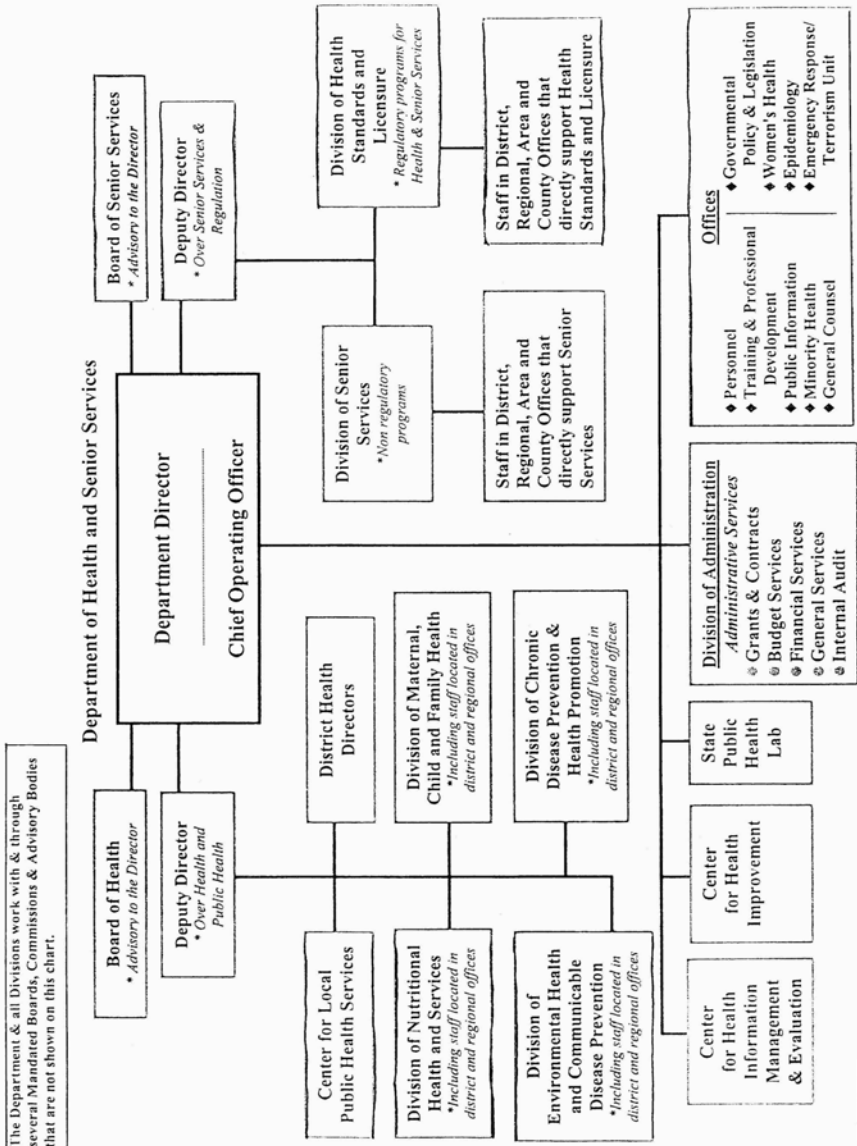 The Department & all Divisions work with & through
several Mandated Boards, Commissions & Advisory Bodies
that are not shown on this chart.
Department of Health and Senior Services
Board of Health
* Advisory to the Director
Department Director
Chief Operating Officer
Board of Senior Services
* Advisory to the Director
Deputy Director
* Over Health and
Public Health
Deputy Director
* Over Senior Services &
Regulation
Center for Local
Public Health Services
District Health
Directors
Division of Nutritional
Health and Services
*Including staff located in
district and regional offices
Division of Maternal,
Child and Family Health
*Including staff located in
district and regional offices
Division of
Environmental Health
and Communicable
Disease Prevention
*Including staff located in
district and regional offices
Division of Chronic
Disease Prevention &
Health Promotion
*Including staff located in
district and regional offices
Division of Senior
Services
*Non regulatory
programs
Division of Health
Standards and
Licensure
* Regulatory programs for
Health & Senior Services
Staff in District,
Regional, Area and
County Offices that
directly support Senior
Services
Staff in District,
Regional, Area and
County Offices that
directly support Health
Standards and Licensure
Center
for Health
Information
Management
& Evaluation
Center
for Health
Improvement
State
Public
Health
Lab
Division of Administration
Administrative Services
Grants & Contracts
Budget Services
Financial Services
General Services
Internal Audit
Offices
♦ Personnel
♦ Training & Professional
Development
♦ Public Information
♦ Minority Health
♦ General Counsel
♦ Governmental
Policy & Legislation
♦ Women's Health
♦ Epidemiology
♦ Emergency Response/
Terrorism Unit